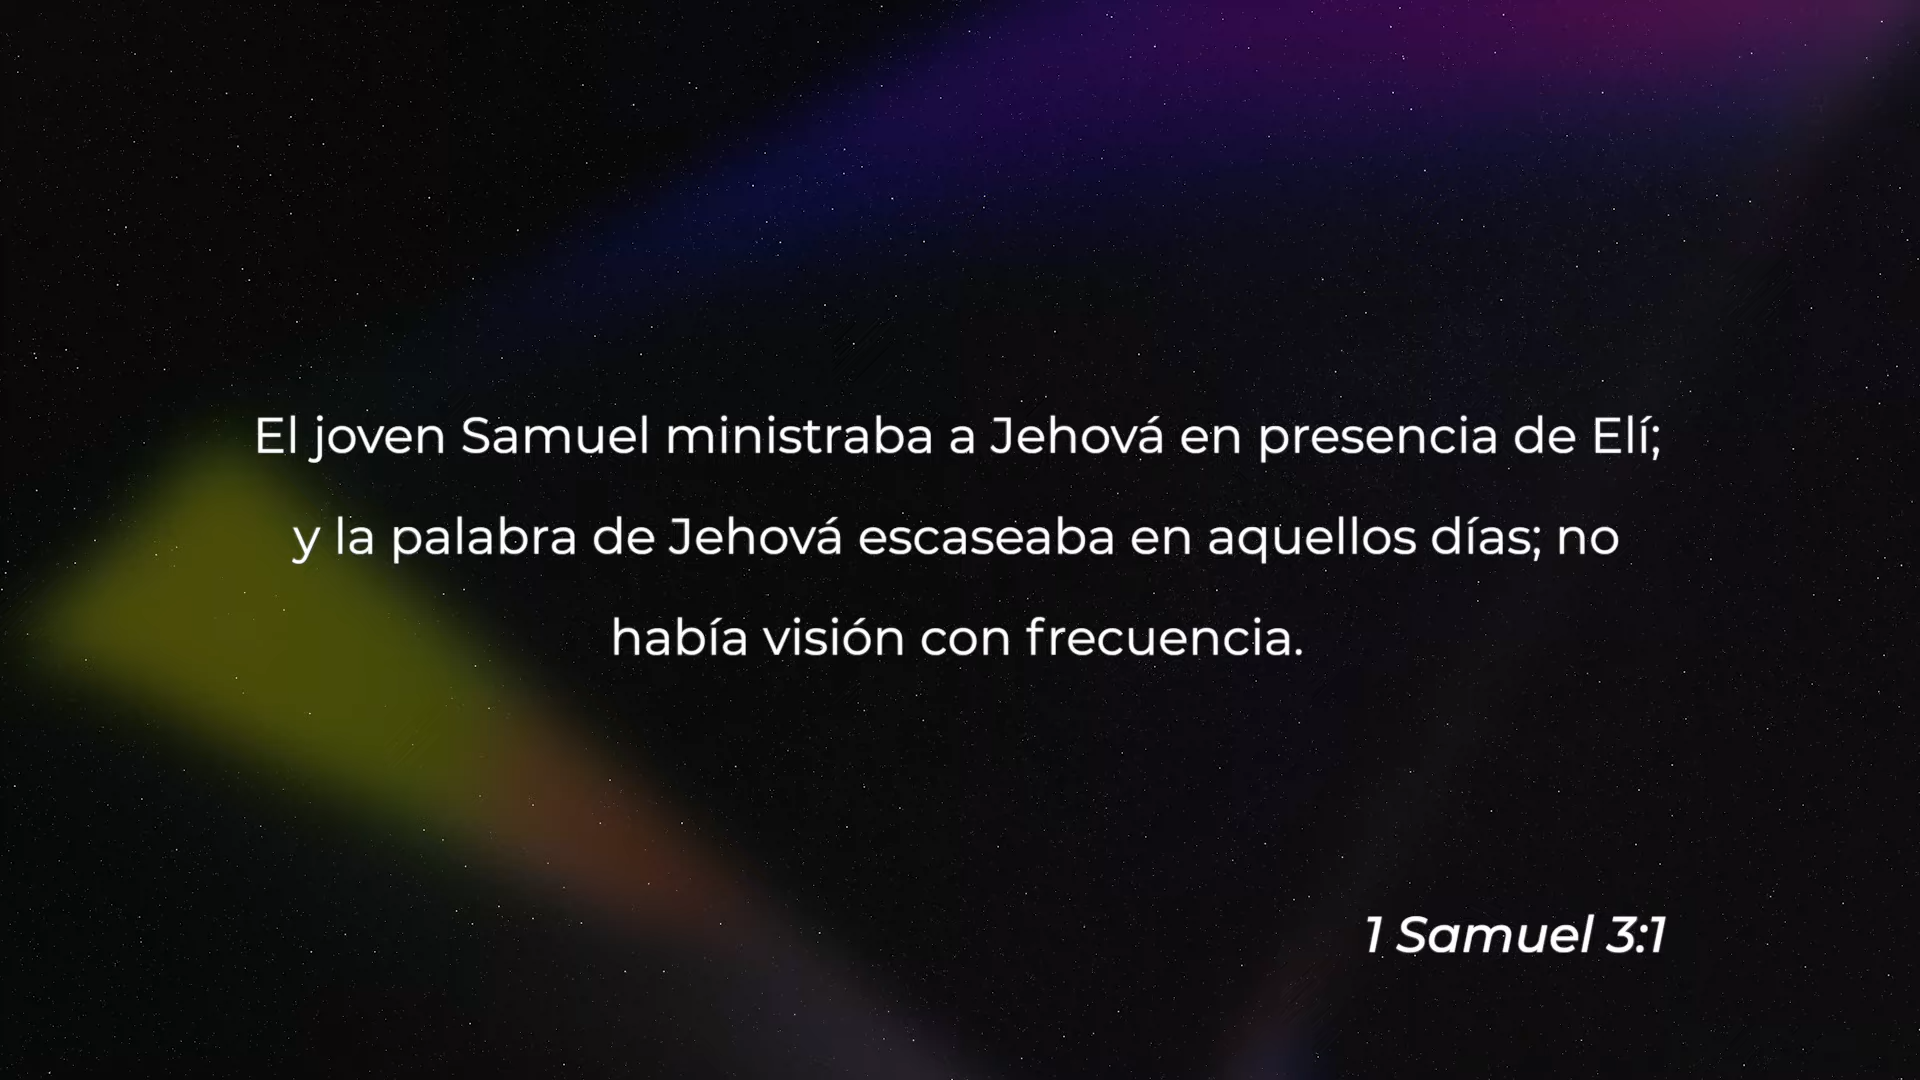 El joven Samuel ministraba a Jehová en presencia de Elí;
y la palabra de Jehová escaseaba en aquellos días; no
había visión con frecuencia.
1 Samuel 3:1